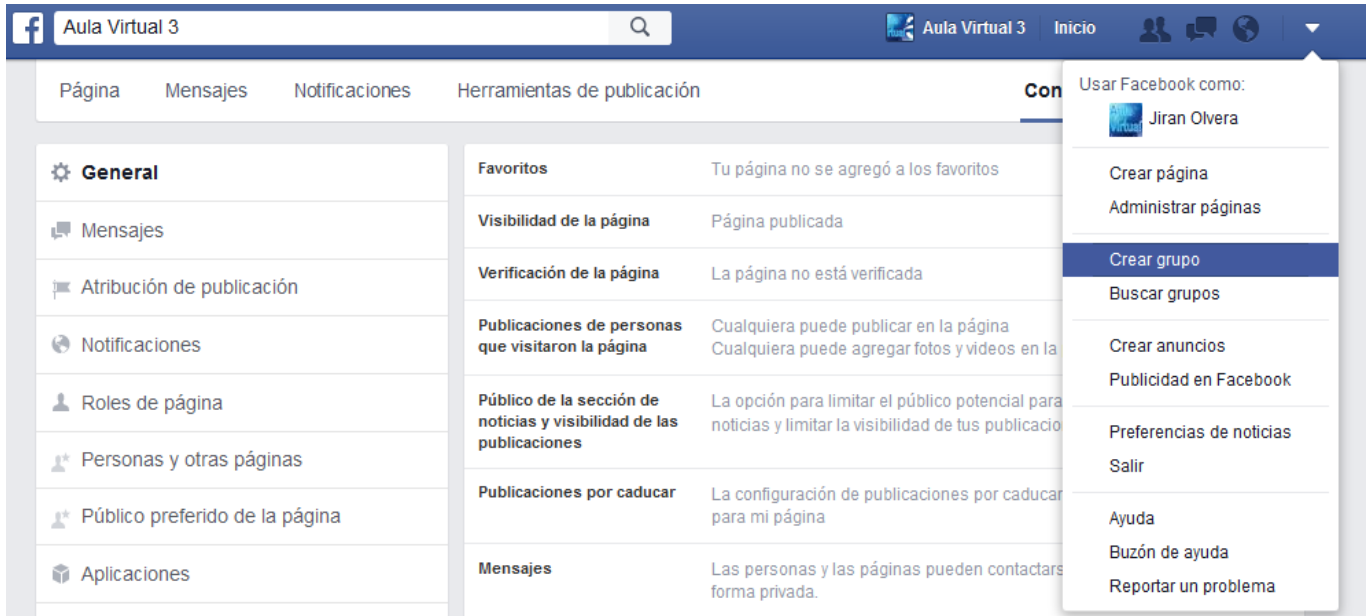 Aula Virtual 3
Aula Virtual 3
Inicio
Página
Mensajes
Notificaciones
Herramientas de publicación
Con
General
Mensajes
Atribución de publicación
Notificaciones
Roles de página
Personas y otras páginas
Público preferido de la página
Aplicaciones
Favoritos
Tu página no se agregó a los favoritos
Visibilidad de la página
Página publicada
Verificación de la página
La página no está verificada
Publicaciones de personas
que visitaron la página
Cualquiera puede publicar en la página
Cualquiera puede agregar fotos y videos en la
Público de la sección de
noticias y visibilidad de las
publicaciones
La opción para limitar el público potencial para
noticias y limitar la visibilidad de tus publicacio
Publicaciones por caducar
La configuración de publicaciones por caducar
para mi página
Mensajes
Las personas y las páginas pueden contactars
forma privada.
Usar Facebook como:
Jiran Olvera
Crear página
Administrar páginas
Crear grupo
Buscar grupos
Crear anuncios
Publicidad en Facebook
Preferencias de noticias
Salir
Ayuda
Buzón de ayuda
Reportar un problema